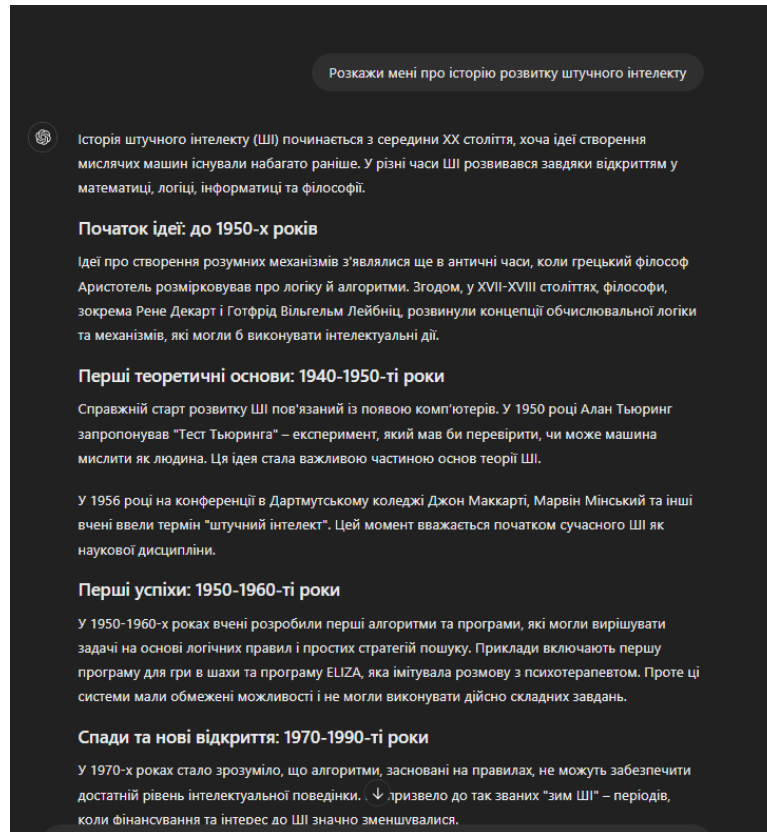 Розкажи мені про історію розвитку штучного інтелекту
Історія штучного інтелекту (ШІ) починається з середини XX століття, хоча ідеї створення
мислячих машин існували набагато раніше. У різні часи ШІ розвивався завдяки відкриттям у
математиці, логіці, інформатиці та філософії.
Початок ідеї: до 1950-х років
Ідеї про створення розумних механізмів з'являлися ще в античні часи, коли грецький філософ
Аристотель розмірковував про логіку й алгоритми. Згодом, у XVII-XVIII століттях, філософи,
зокрема Рене Декарт і Готфрід Вільгельм Лейбніц, розвинули концепції обчислювальної логіки
та механізмів, які могли б виконувати інтелектуальні дії.
Перші теоретичні основи: 1940-1950-ті роки
Справжній старт розвитку ШІ пов'язаний із появою комп'ютерів. У 1950 році Алан Тьюринг
запропонував "Тест Тьюринга" – експеримент, який мав би перевірити, чи може машина
мислити як людина. Ця ідея стала важливою частиною основ теорії ШІ.
У 1956 році на конференції в Дартмутському коледжі Джон Маккарті, Марвін Мінський та інші
вчені ввели термін "штучний інтелект". Цей момент вважається початком сучасного ШІ як
наукової дисципліни.
Перші успіхи: 1950-1960-ті роки
У 1950-1960-х роках вчені розробили перші алгоритми та програми, які могли вирішувати
задачі на основі логічних правил і простих стратегій пошуку. Приклади включають першу
програму для гри в шахи та програму ELIZA, яка імітувала розмову з психотерапевтом. Проте ці
системи мали обмежені можливості і не могли виконувати дійсно складних завдань.
Спади та нові відкриття: 1970-1990-ті роки
У 1970-х роках стало зрозуміло, що алгоритми, засновані на правилах, не можуть забезпечити
достатній рівень інтелектуальної поведінки. призвело до так званих "зим ШІ" – періодів,
коли фінансування та інтерес до ШІ значно зменшувалися.